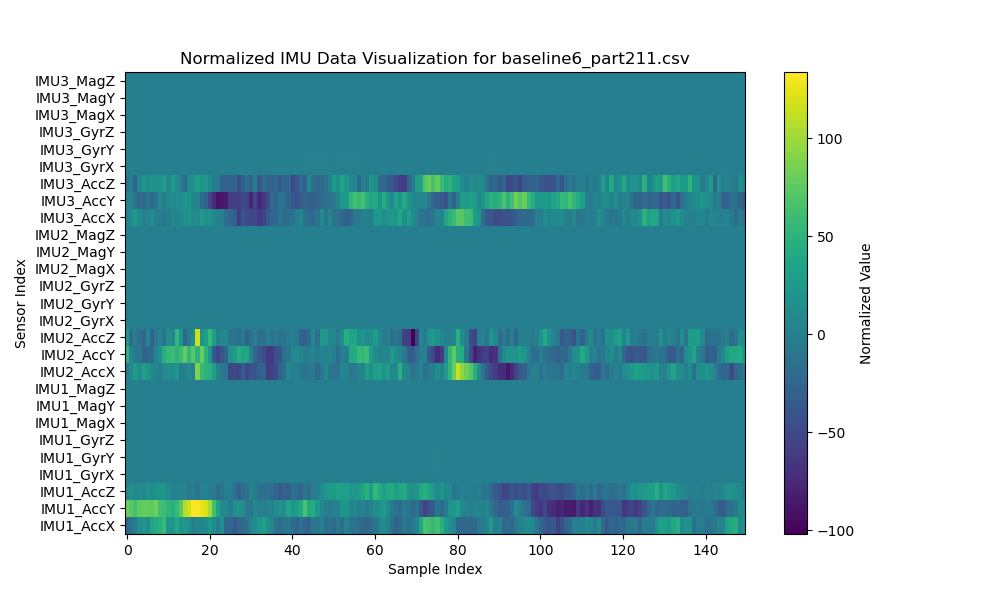 Normalized IMU Data Visualization for baseline6_part211.csv
IMU3_MagZ
IMU3_MagY
IMU3_MagX
IMU3_GyrZ
IMU3_GyrY
IMU3_GyrX
IMU3_AccZ
IMU3_AccY
IMU3_AccX
IMU2_MagZ
IMU2_MagY
IMU2_MagX
IMU2_GyrZ
IMU2_GyrY
IMU2_GyrX
IMU2_AccZ
IMU2_AccY
IMU2_AccX
IMU1_MagZ
IMU1_MagY
IMU1_MagX
IMU1_GyrZ
IMU1_GyrY
IMU1_GyrX
IMU1_AccZ
IMU1_AccY
IMU1_AccX
Sensor Index
0 20 40 60 80 100 120 140
Sample Index
100
50
0
−50
−100
Normalized Value